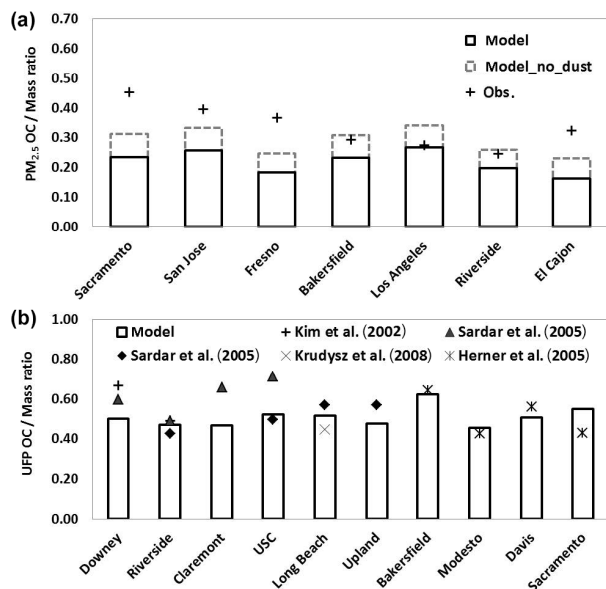 (a)
PM2.5 OC / Mass ratio
0.70
0.60
0.50
0.40
0.30
0.20
0.10
0.00
Model
Model_no_dust
Obs.
Sacramento
San Jose
Fresno
Bakersfield
Los Angeles
Riverside
El Cajon
(b)
UFP OC / Mass ratio
1.00
0.80
0.60
0.40
0.20
0.00
Model
Kim et al. (2002)
Sardar et al. (2005)
Sardar et al. (2005)
Krudysz et al. (2008)
Herner et al. (2005)
Downey
Riverside
Claremont
USC
Long Beach
Upland
Bakersfield
Modesto
Davis
Sacramento